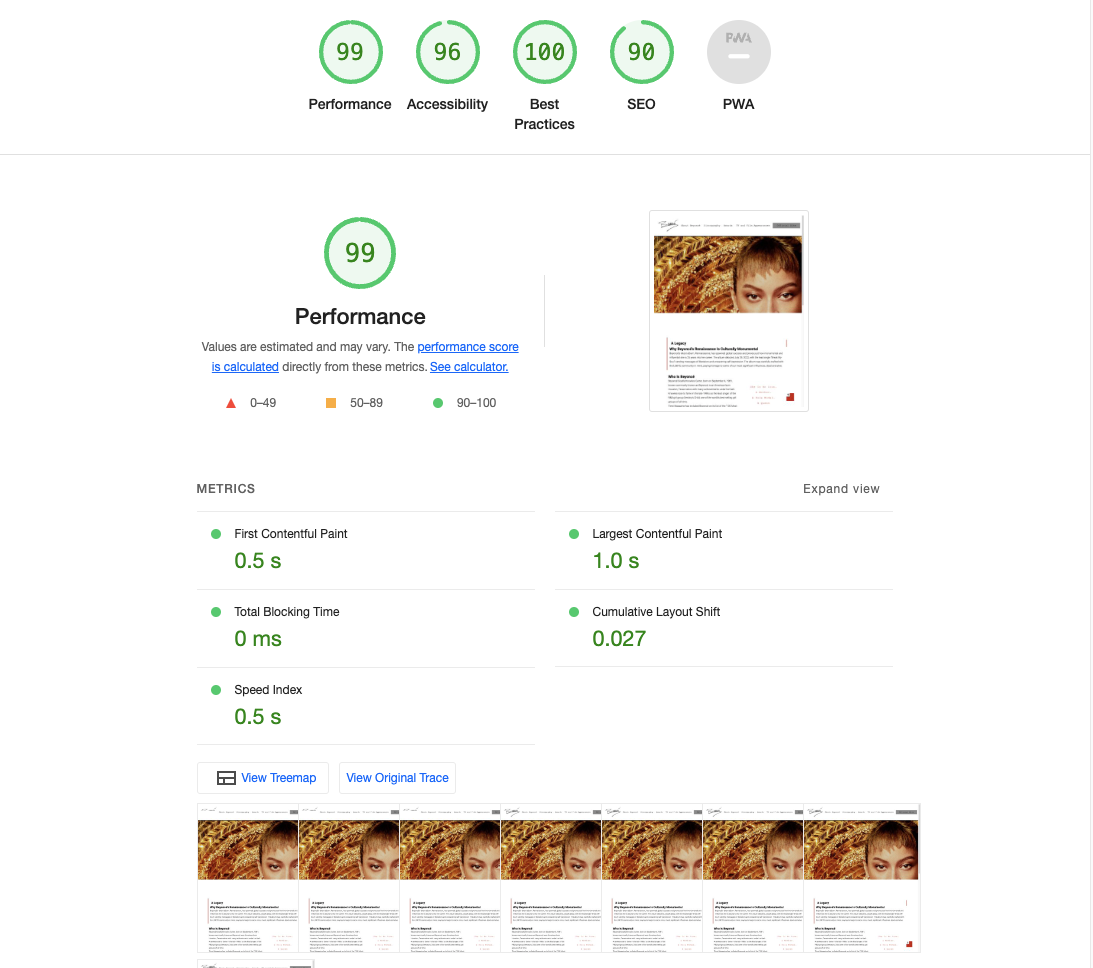 99
96
100
90
PWA
Performance
Accessibility
Best
Practices
SEO
PWA
99
Performance
Values are estimated and may vary. The performance score
is calculated directly from these metrics. See calculator.
0–49
50–89
90–100
A Legacy
Why Beyoncé's Renaissance is Culturally Monumental
Who is Beyoncé
METRICS
Expand view
First Contentful Paint
0.5 s
Largest Contentful Paint
1.0 s
Total Blocking Time
0 ms
Cumulative Layout Shift
0.027
Speed Index
0.5 s
View Treemap
View Original Trace